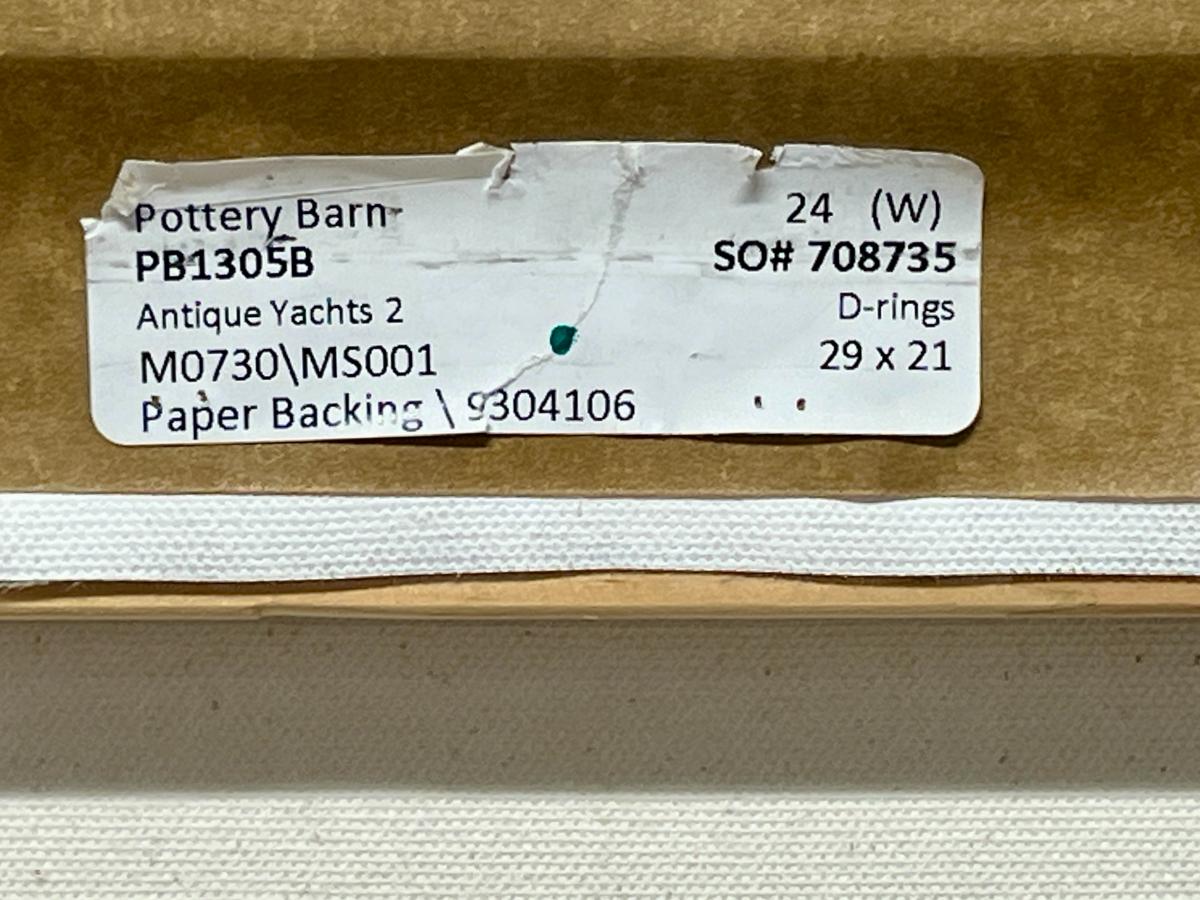 Pottery Barn 24 (W)
PB1305B SO# 708735
Antique Yachts 2 D-rings
M0730\MS001 29 x 21
Paper Backing \ 9304106